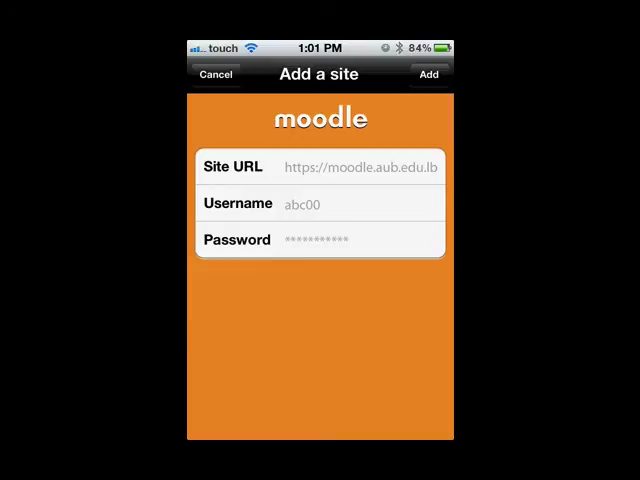 touch 1:01 PM 84%
Cancel Add a site Add
moodle
Site URL https://moodle.aub.edu.lb
Username abc00
Password ***********